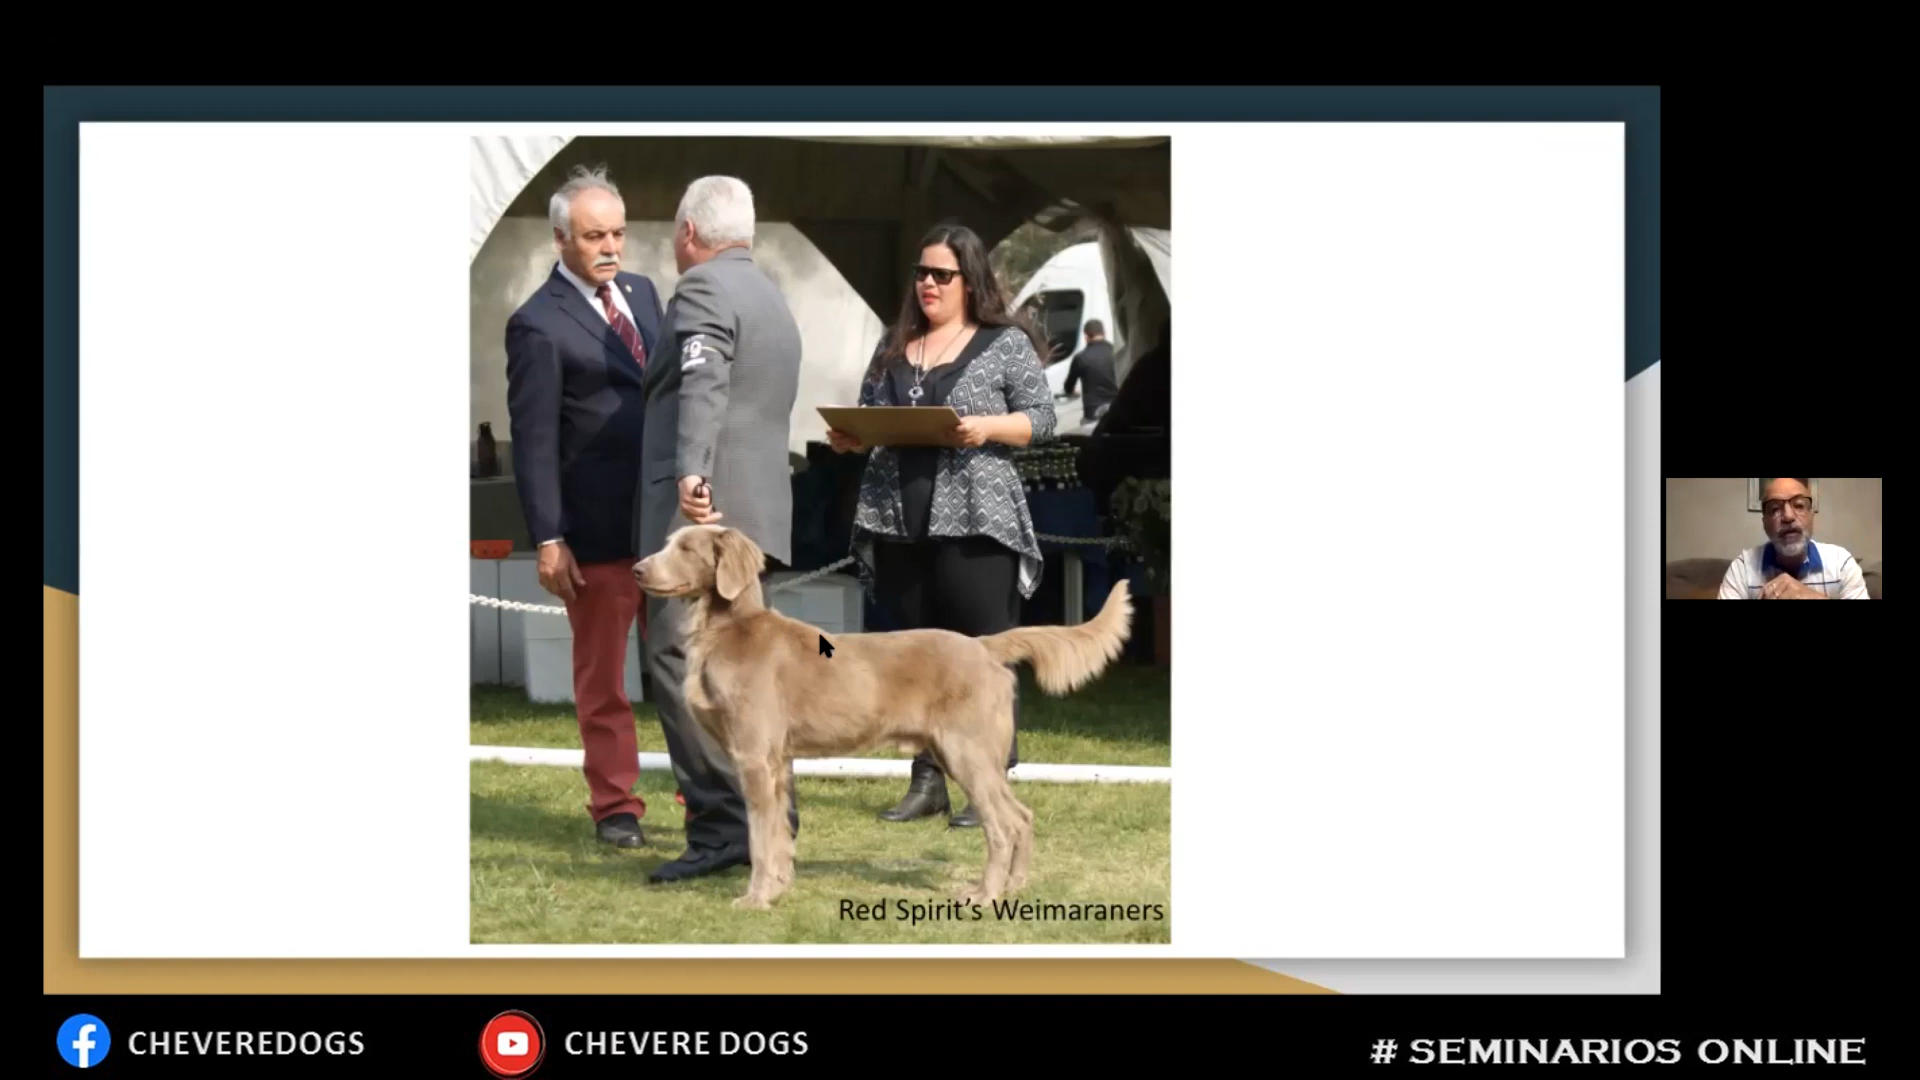 Red Spirit's Weimaraners
CHEVEREDOGS
CHEVERE DOGS
# SEMINARIOS ONLINE